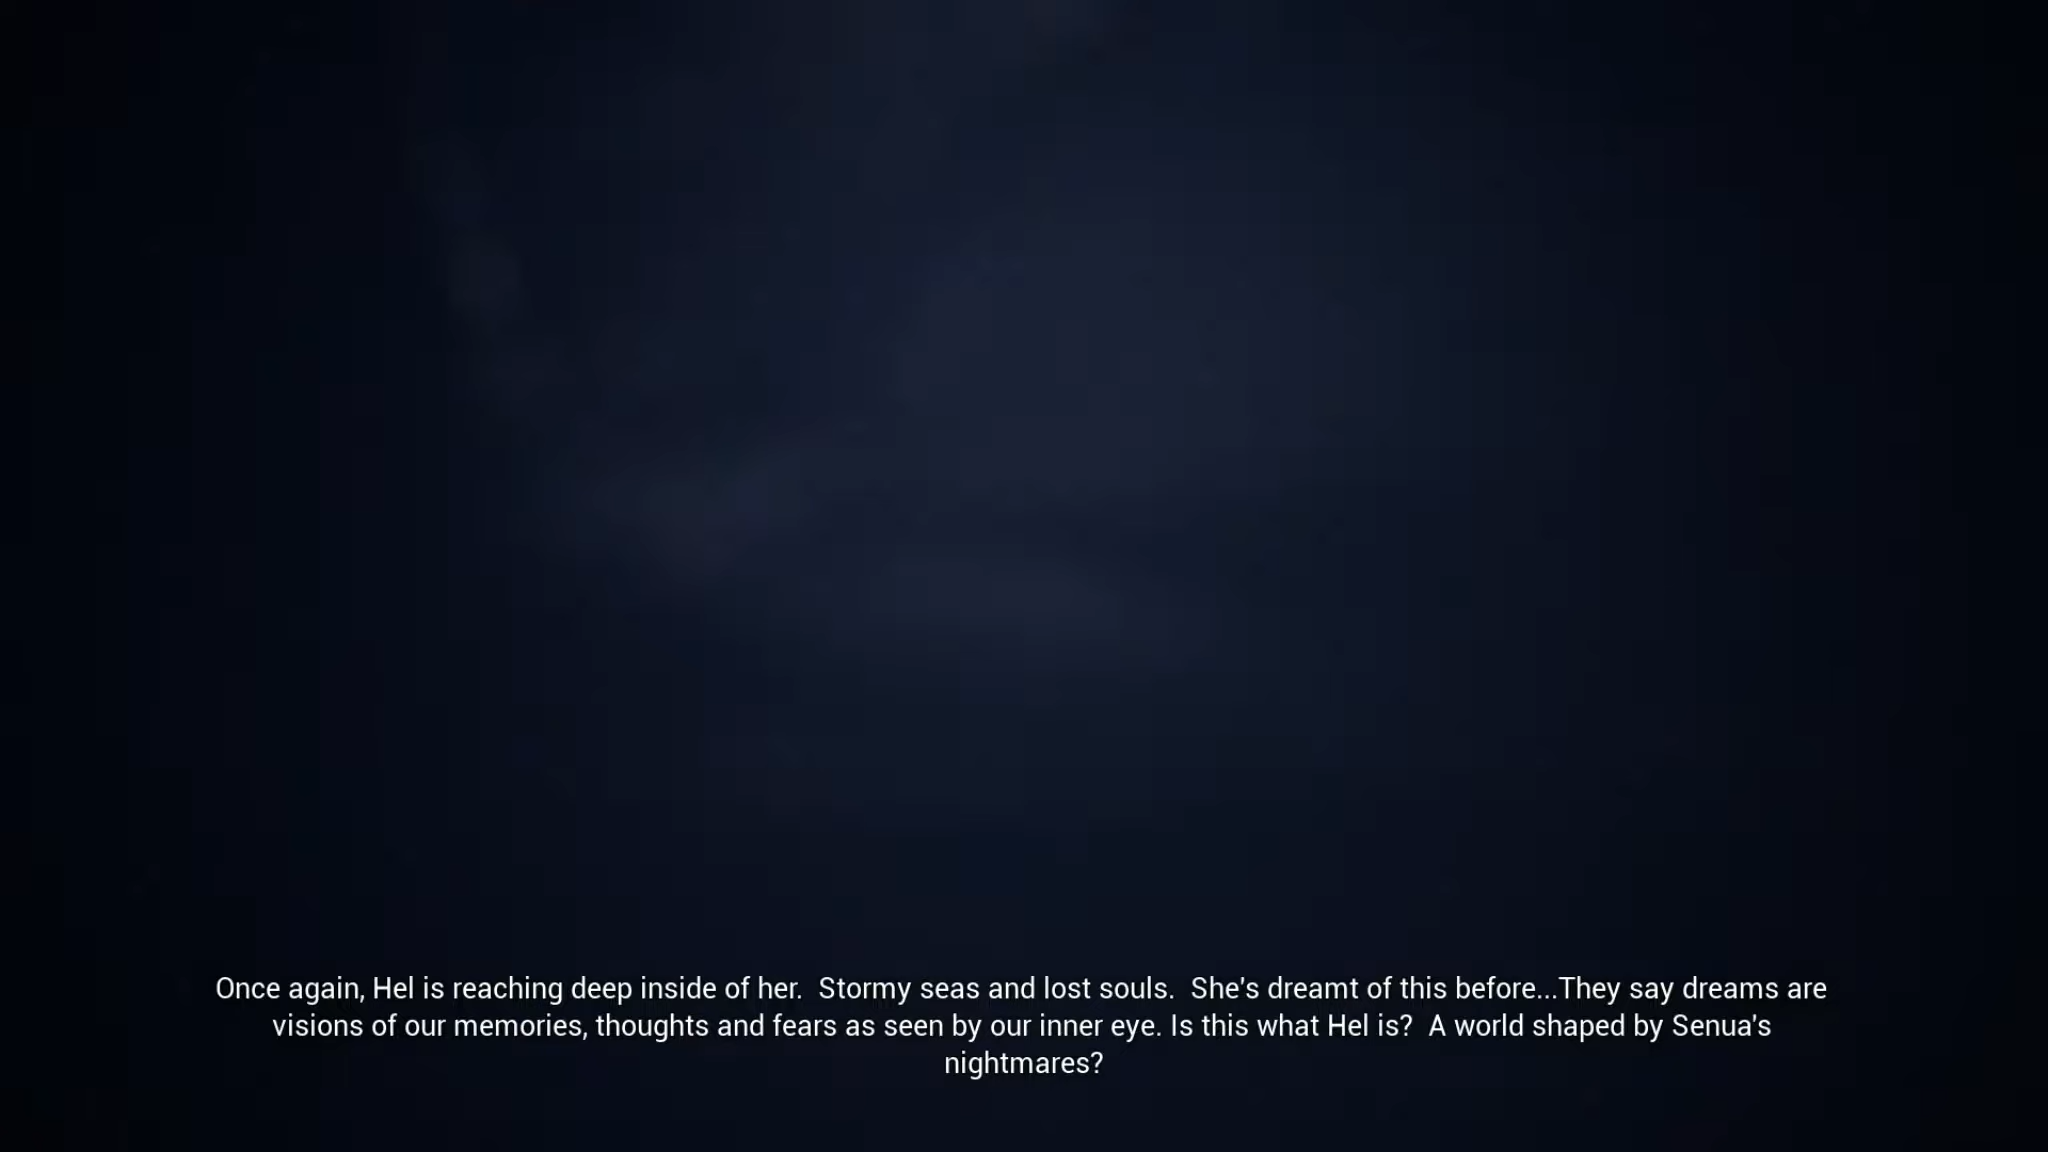 Once again, Hel is reaching deep inside of her.  Stormy seas and lost souls.  She's dreamt of this before...They say dreams are
visions of our memories, thoughts and fears as seen by our inner eye. Is this what Hel is?  A world shaped by Senua's
nightmares?